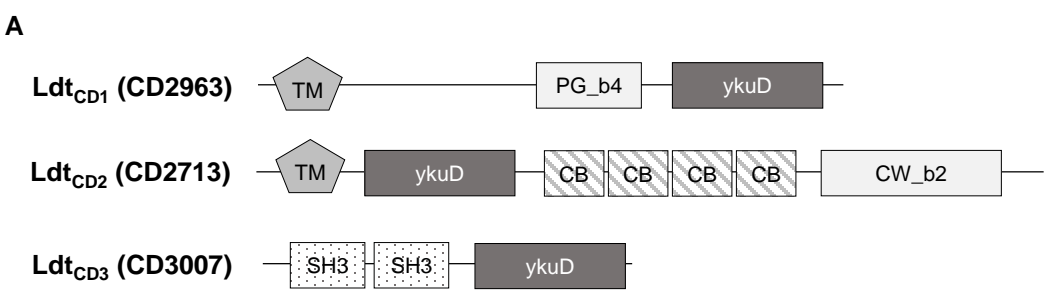 A
Ldt_CD1 (CD2963) TM PG_b4 ykuD
Ldt_CD2 (CD2713) TM ykuD CB CB CB CB CW_b2
Ldt_CD3 (CD3007) SH3 SH3 ykuD